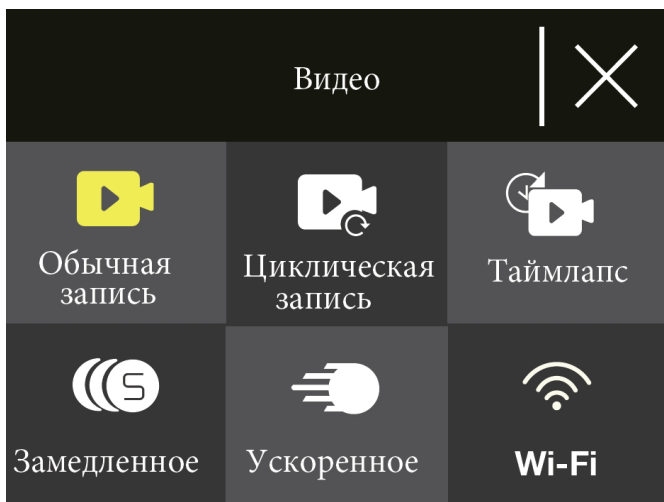 Видео
Обычная
запись
Циклическая
запись
Таймлапс
S
Замедленное
Ускоренное
Wi-Fi